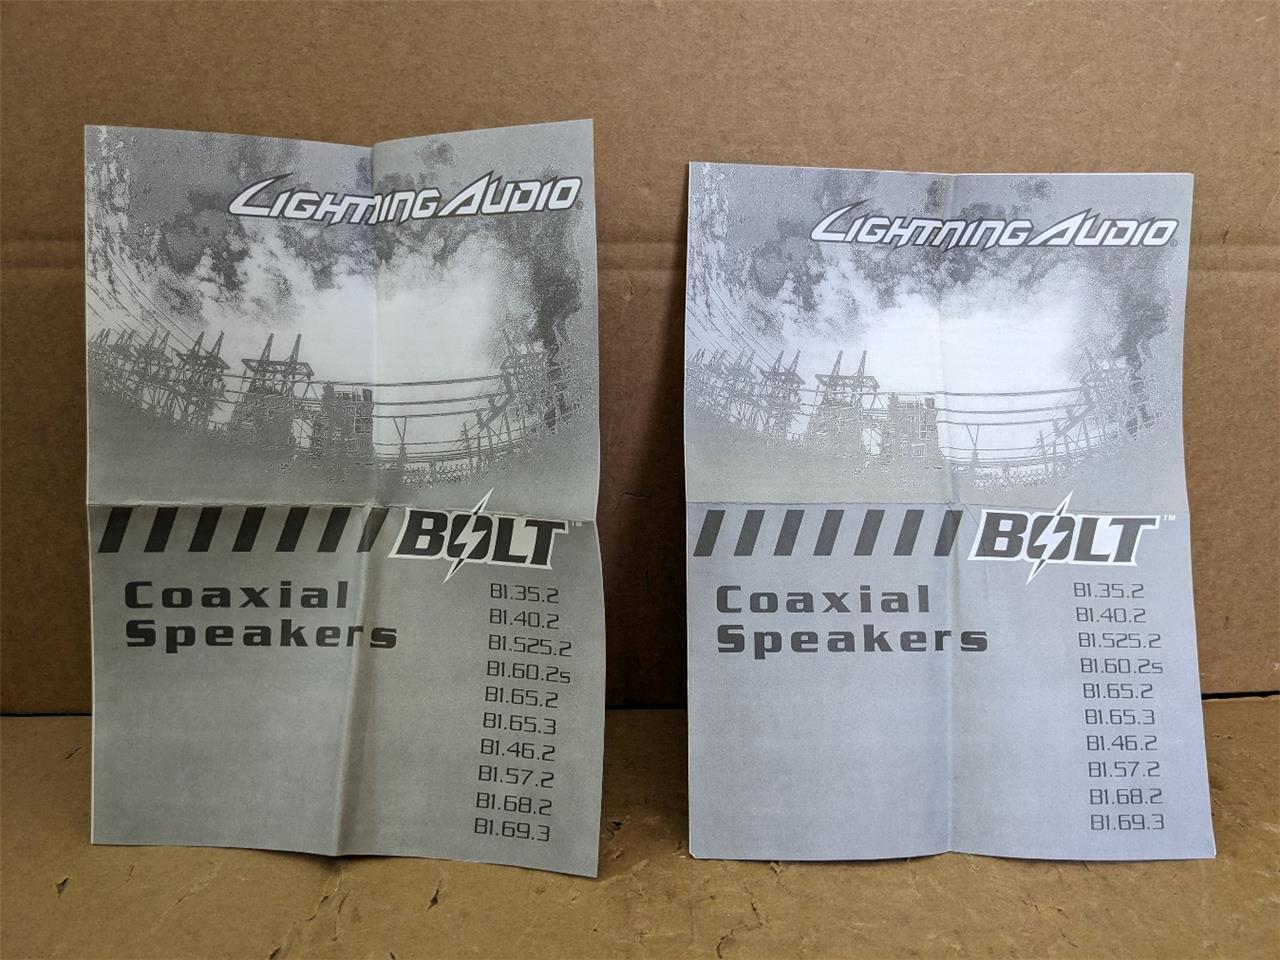 LIGHTNING AUDIO®
BOLT™
Coaxial
Speakers
B1.35.2
B1.40.2
B1.525.2
B1.60.2s
B1.65.2
B1.65.3
B1.46.2
B1.57.2
B1.68.2
B1.69.3
LIGHTNING AUDIO®
BOLT™
Coaxial
Speakers
B1.35.2
B1.40.2
B1.525.2
B1.60.2s
B1.65.2
B1.65.3
B1.46.2
B1.57.2
B1.68.2
B1.69.3